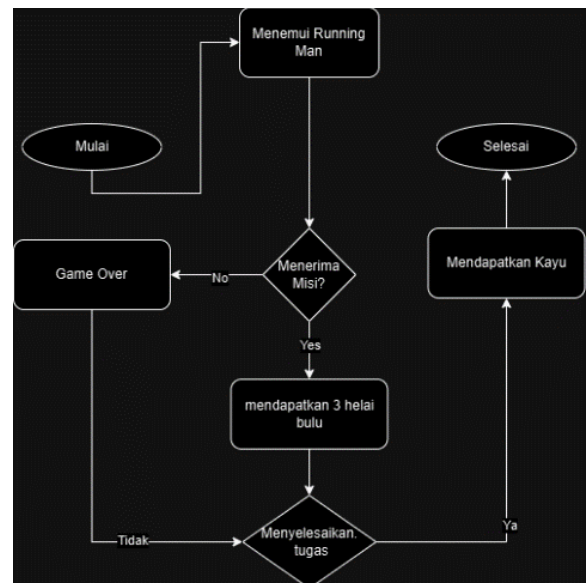 Menemui Running
Man
Mulai
Selesai
Menerima
Misi?
No
Game Over
Mendapatkan Kayu
Yes
mendapatkan 3 helai
bulu
Menyelesaikan.
tugas
Tidak
Ya